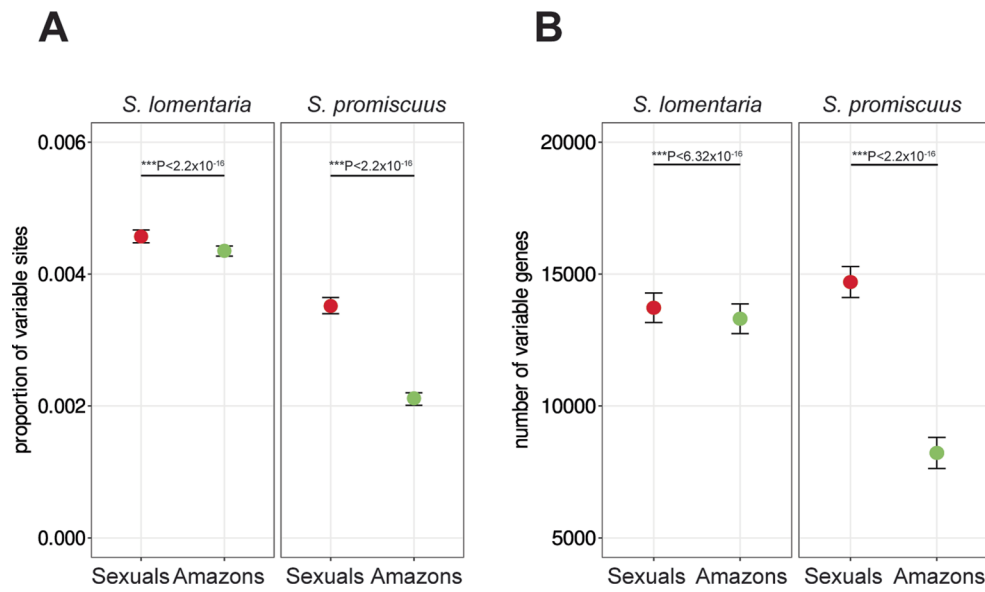 A
B
S. lomentaria
S. promiscuus
S. lomentaria
S. promiscuus
proportion of variable sites
0.006
0.004
0.002
0.000
***P<2.2x10⁻¹⁶
***P<2.2x10⁻¹⁶
Sexuals Amazons
Sexuals Amazons
number of variable genes
20000
15000
10000
5000
***P<6.32x10⁻¹⁶
***P<2.2x10⁻¹⁶
Sexuals Amazons
Sexuals Amazons